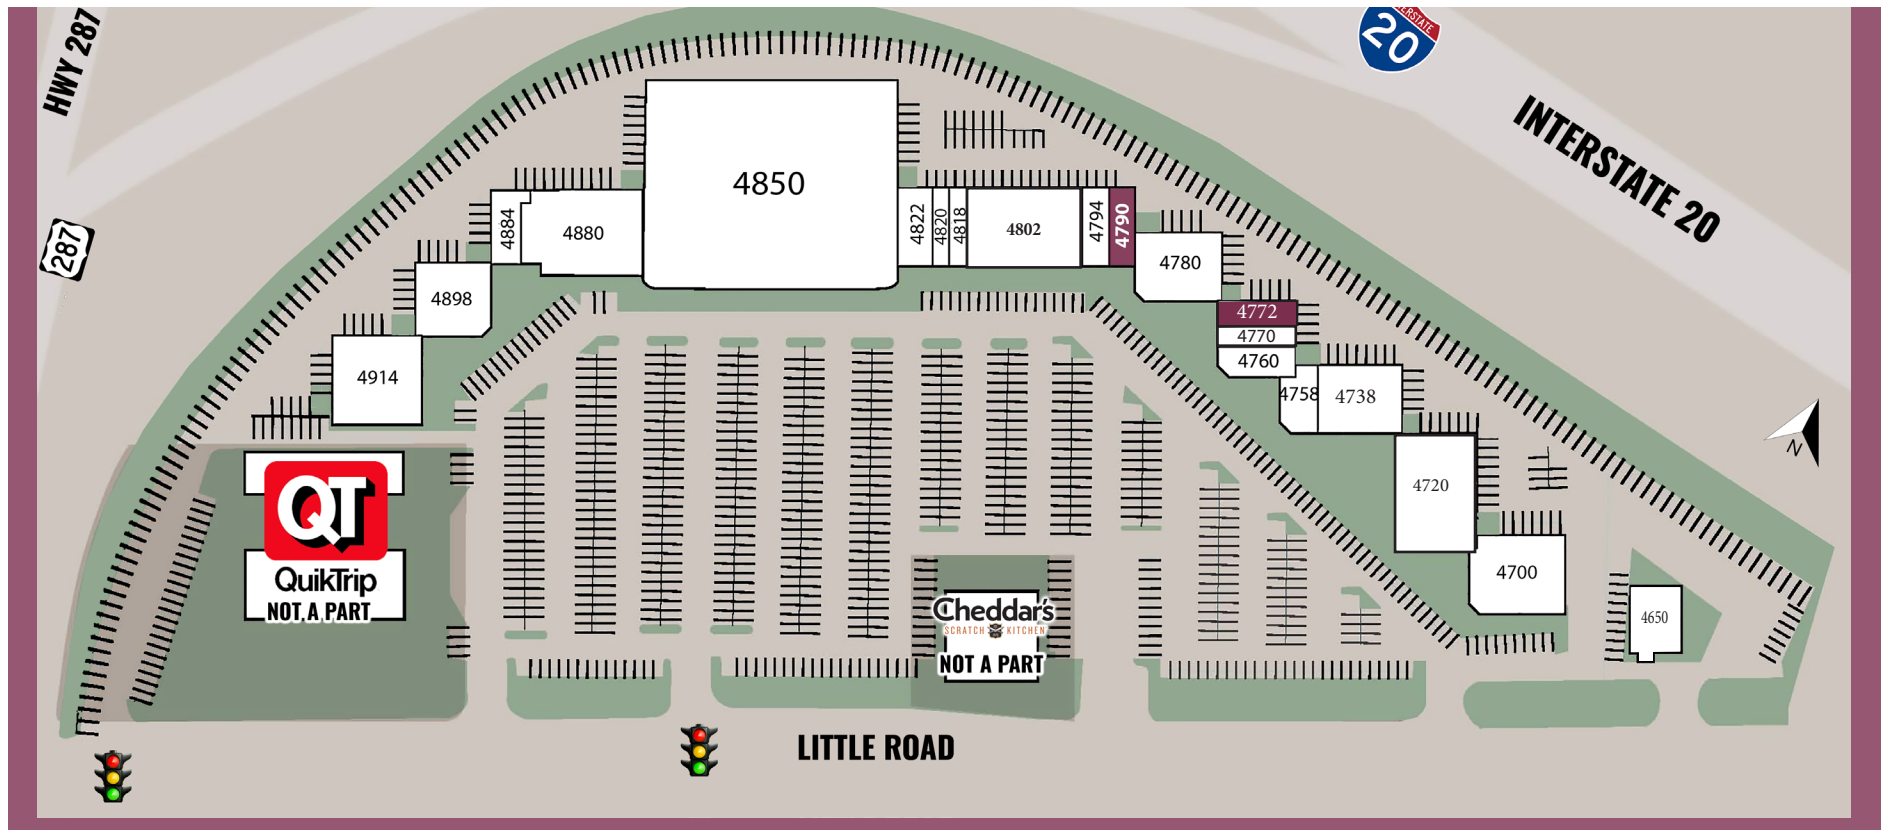 HWY 287
INTERSTATE
20
INTERSTATE 20
287
4850
4884
4880
4822
4820
4818
4802
4794
4790
4780
4898
4772
4770
4760
4914
4758
4738
4720
4700
4650
N
QT
QuikTrip
NOT A PART
Cheddar's
SCRATCH KITCHEN
NOT A PART
LITTLE ROAD